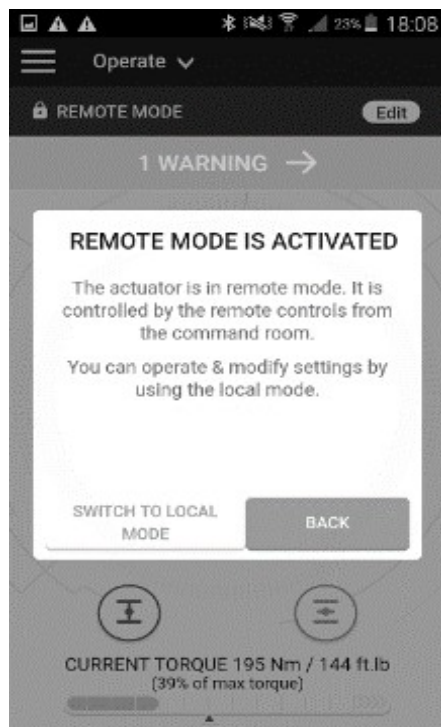 23% 18:08
Operate
REMOTE MODE Edit
1 WARNING
REMOTE MODE IS ACTIVATED
The actuator is in remote mode. It is
controlled by the remote controls from
the command room.
You can operate & modify settings by
using the local mode.
SWITCH TO LOCAL
MODE
BACK
CURRENT TORQUE 195 Nm / 144 ft.lb
(39% of max torque)